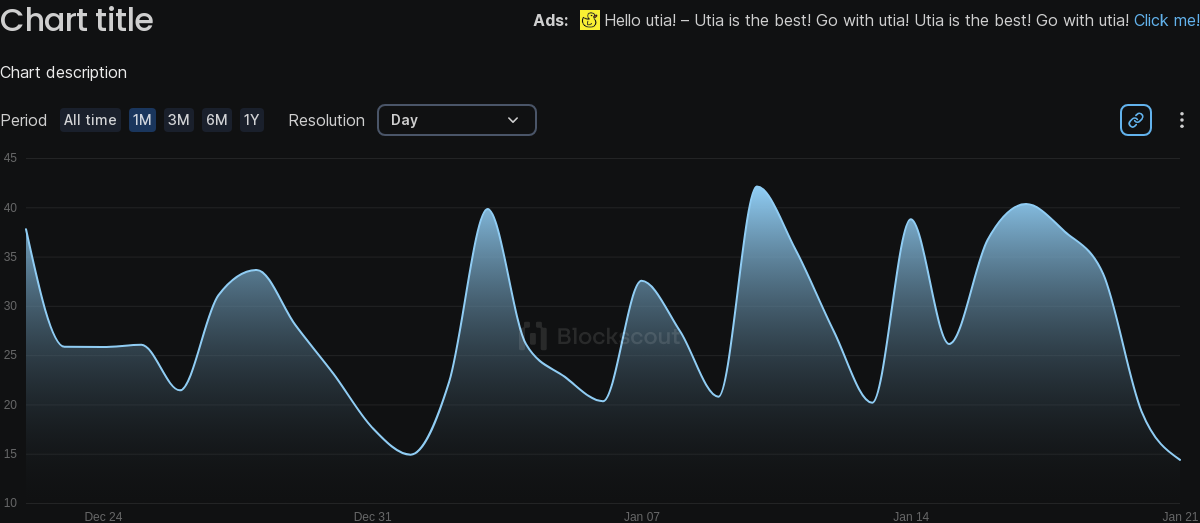 Chart title
Ads: Hello utia! – Utia is the best! Go with utia! Utia is the best! Go with utia! Click me!
Chart description
Period All time 1M 3M 6M 1Y Resolution Day
45
40
35
30
25
20
15
10
Blockscout
Dec 24 Dec 31 Jan 07 Jan 14 Jan 21